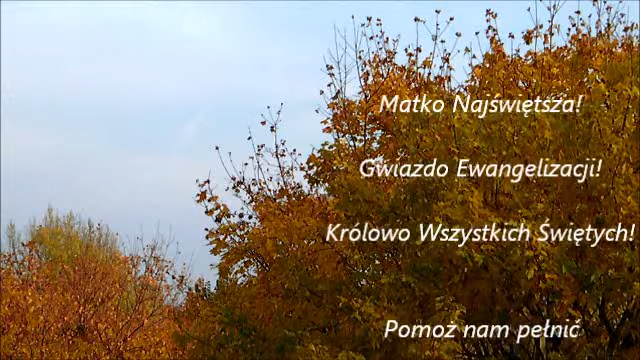 Matko Najświętsza!
Gwiazdo Ewangelizacji!
Królowo Wszystkich Świętych!
Pomóż nam pełnić